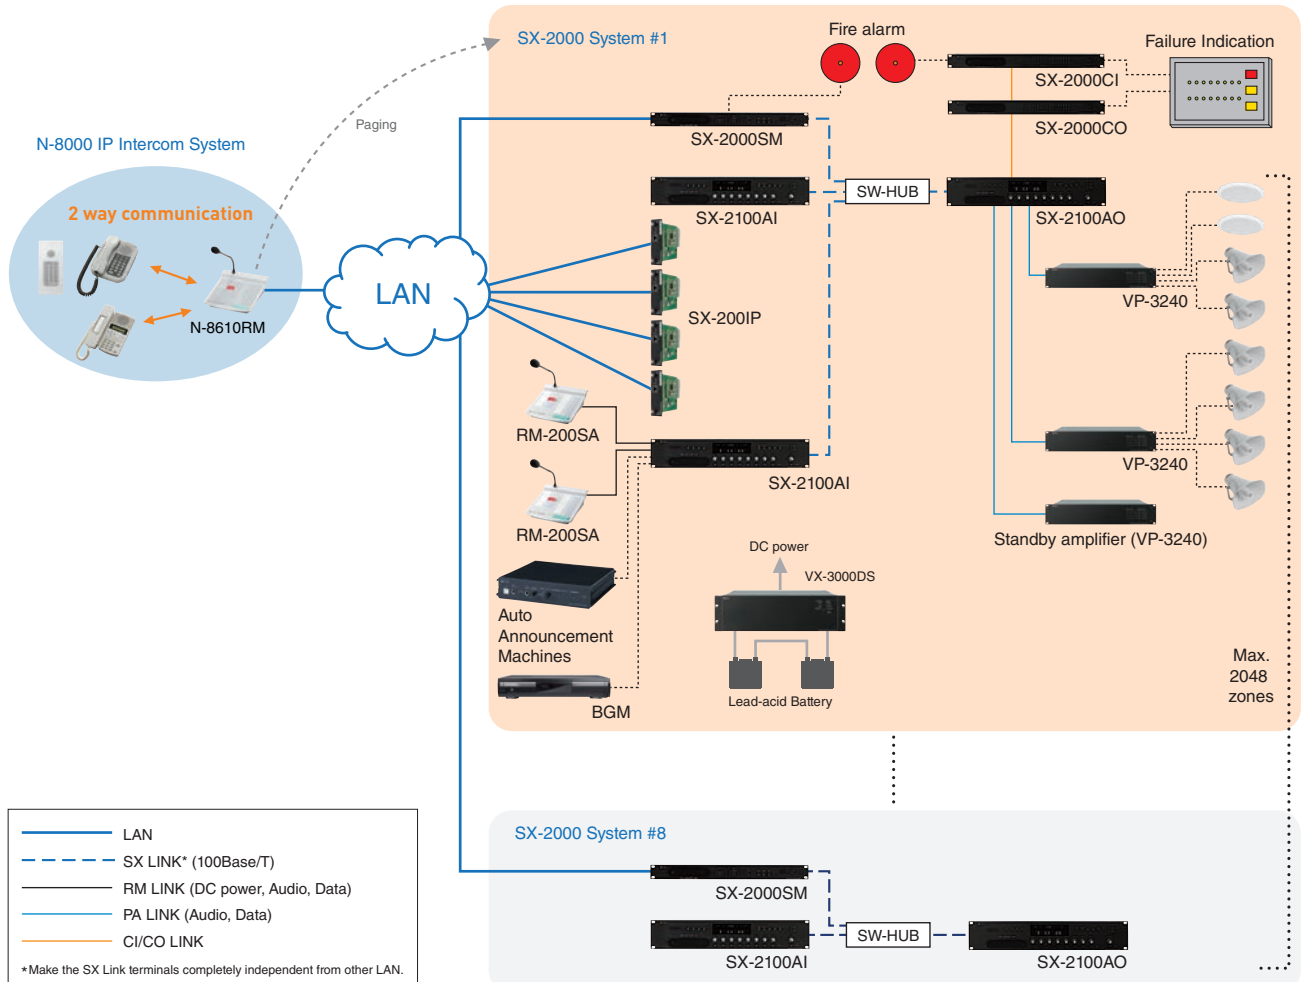 SX-2000 System #1
Fire alarm
Failure Indication
SX-2000CI
SX-2000CO
Paging
SX-2000SM
N-8000 IP Intercom System
2 way communication
N-8610RM
LAN
SX-2100AI
SW-HUB
SX-2100AO
SX-200IP
VP-3240
RM-200SA
SX-2100AI
VP-3240
RM-200SA
Standby amplifier (VP-3240)
DC power
VX-3000DS
Auto
Announcement
Machines
Lead-acid Battery
BGM
Max.
2048
zones
SX-2000 System #8
SX-2000SM
SX-2100AI
SW-HUB
SX-2100AO
LAN
SX LINK* (100Base/T)
RM LINK (DC power, Audio, Data)
PA LINK (Audio, Data)
CI/CO LINK
*Make the SX Link terminals completely independent from other LAN.